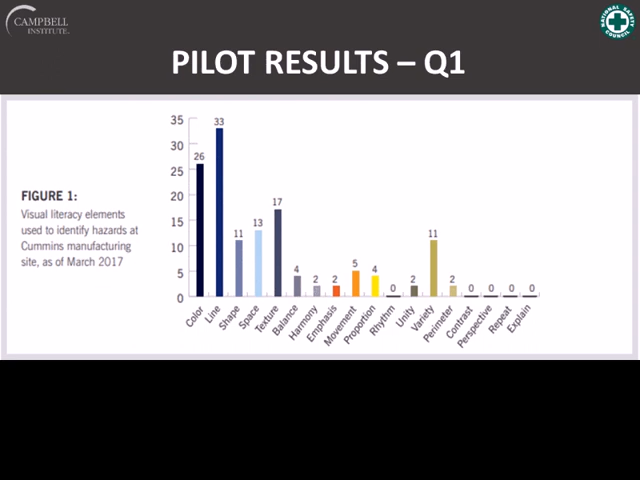 CAMPBELL
INSTITUTE.
NATIONAL SAFETY
COUNCIL
PILOT RESULTS – Q1
FIGURE 1:
Visual literacy elements
used to identify hazards at
Cummins manufacturing
site, as of March 2017
35
30
25
20
15
10
5
0
26
33
11
13
17
4
2
2
5
4
0
2
11
2
0
0
0
0
Color
Line
Shape
Space
Texture
Balance
Harmony
Emphasis
Movement
Proportion
Rhythm
Unity
Variety
Perimeter
Contrast
Perspective
Repeat
Explain